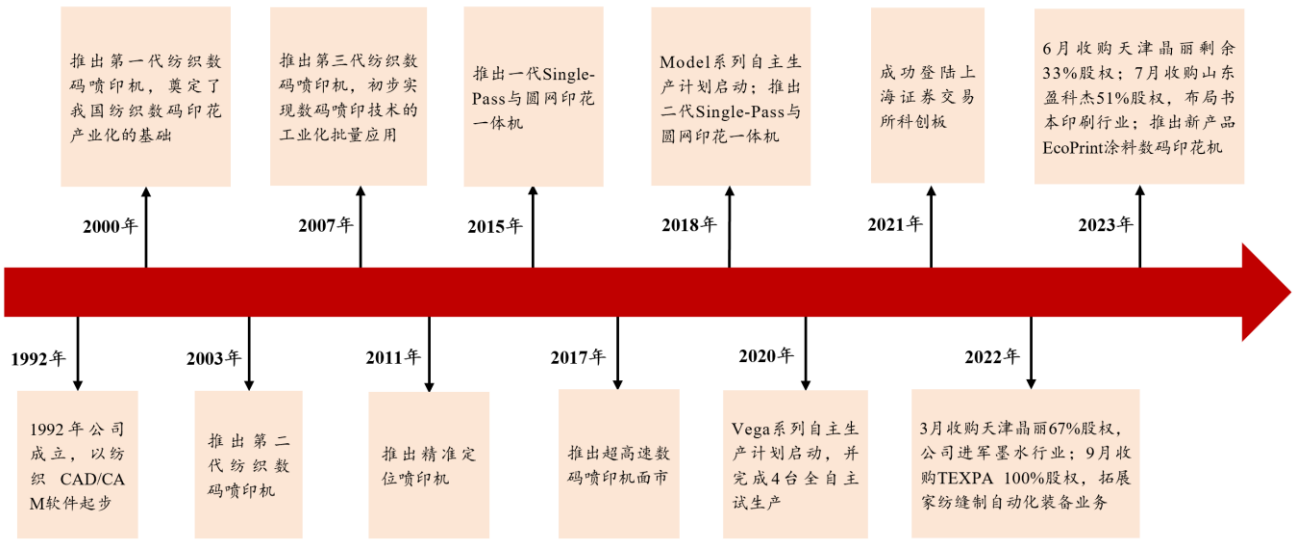 推出第一代纺织数
码喷印机，奠定了
我国纺织数码印花
产业化的基础
推出第三代纺织数
码喷印机，初步实
现数码喷印技术的
工业化批量应用
推出一代Single-
Pass与圆网印花
一体机
Model系列自主生
产计划启动；推出
二代Single-Pass与
圆网印花一体机
成功登陆上
海证券交易
所科创板
6月收购天津晶丽剩余
33%股权；7月收购山东
盈科杰51%股权，布局书
本印刷行业；推出新产品
EcoPrint涂料数码印花机
2000年
2007年
2015年
2018年
2021年
2023年
1992年
2003年
2011年
2017年
2020年
2022年
1992年公司
成立，以纺
织 CAD/CA
M软件起步
推出第二
代纺织数
码喷印机
推出精准定
位喷印机
推出超高速数
码喷印机面市
Vega系列自主生
产计划启动，并
完成4台全自主
试生产
3月收购天津晶丽67%股权，
公司进军墨水行业；9月收
购TEXPA 100%股权，拓展
家纺缝制自动化装备业务